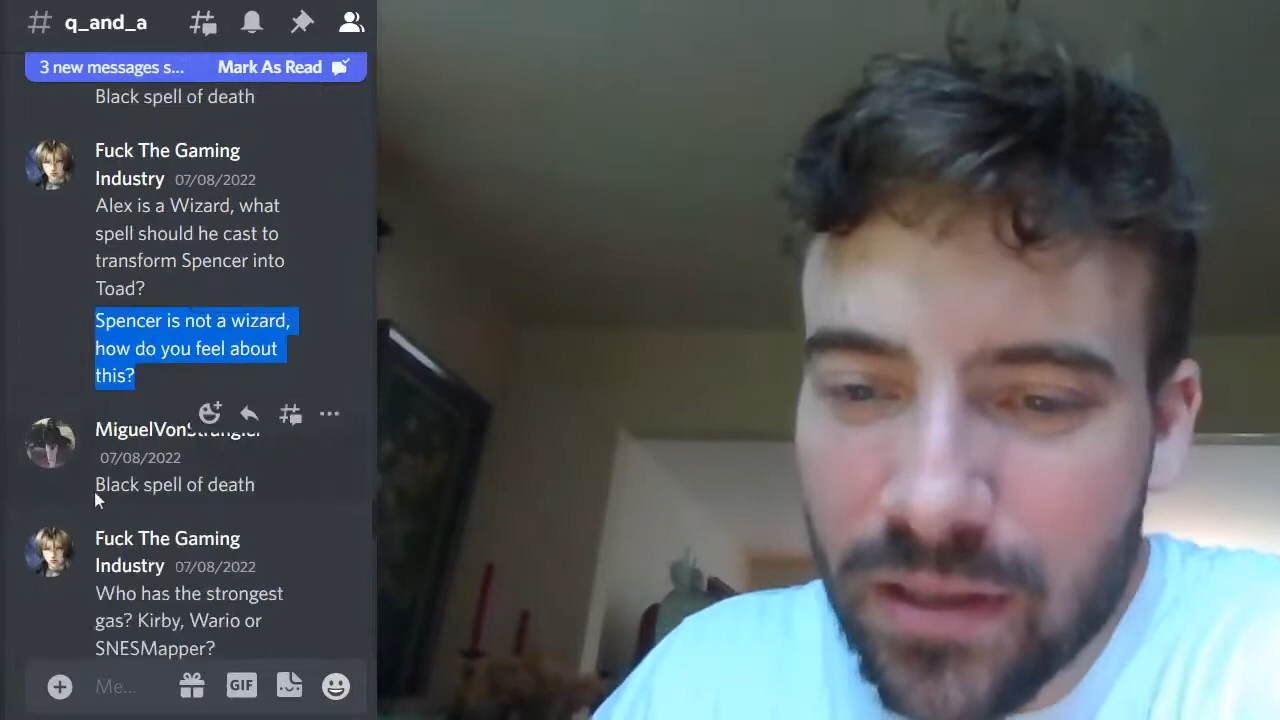 q_and_a
3 new messages s... Mark As Read
Black spell of death
Fuck The Gaming
Industry 07/08/2022
Alex is a Wizard, what
spell should he cast to
transform Spencer into
Toad?
Spencer is not a wizard,
how do you feel about
this?
07/08/2022
Black spell of death
Fuck The Gaming
Industry 07/08/2022
Who has the strongest
gas? Kirby, Wario or
SNESMapper?
Me... GIF